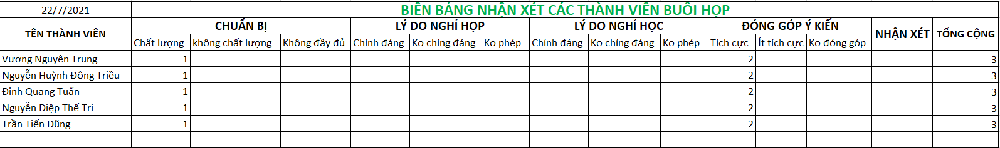 22/7/2021 BIÊN BẢNG NHẬN XÉT CÁC THÀNH VIÊN BUỔI HỌP
TÊN THÀNH VIÊN CHUẨN BỊ LÝ DO NGHỈ HỌP LÝ DO NGHỈ HỌC ĐÓNG GÓP Ý KIẾN NHẬN XÉT TỔNG CỘNG
Chất lượng không chất lượng Không đầy đủ Chính đáng Ko chíng đáng Ko phép Chính đáng Ko chíng đáng Ko phép Tích cực Ít tích cực Ko đóng góp
Vương Nguyên Trung 1 2 3
Nguyễn Huỳnh Đông Triều 1 2 3
Đinh Quang Tuấn 1 2 3
Nguyễn Diệp Thế Tri 1 2 3
Trần Tiến Dũng 1 2 3